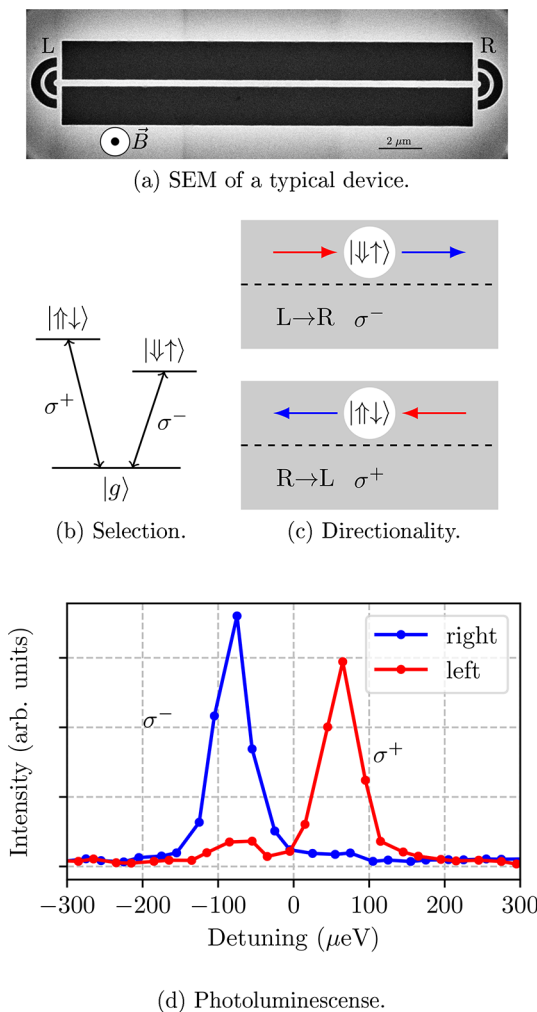 L
R
B
2 μm
(a) SEM of a typical device.
|⇑↓⟩
|⇓↑⟩
σ⁺
σ⁻
|g⟩
(b) Selection.
|⇓↑⟩
L→R σ⁻
|⇑↓⟩
R→L σ⁺
(c) Directionality.
Intensity (arb. units)
right
left
σ⁻
σ⁺
−300 −200 −100 0 100 200 300
Detuning (μeV)
(d) Photoluminescense.